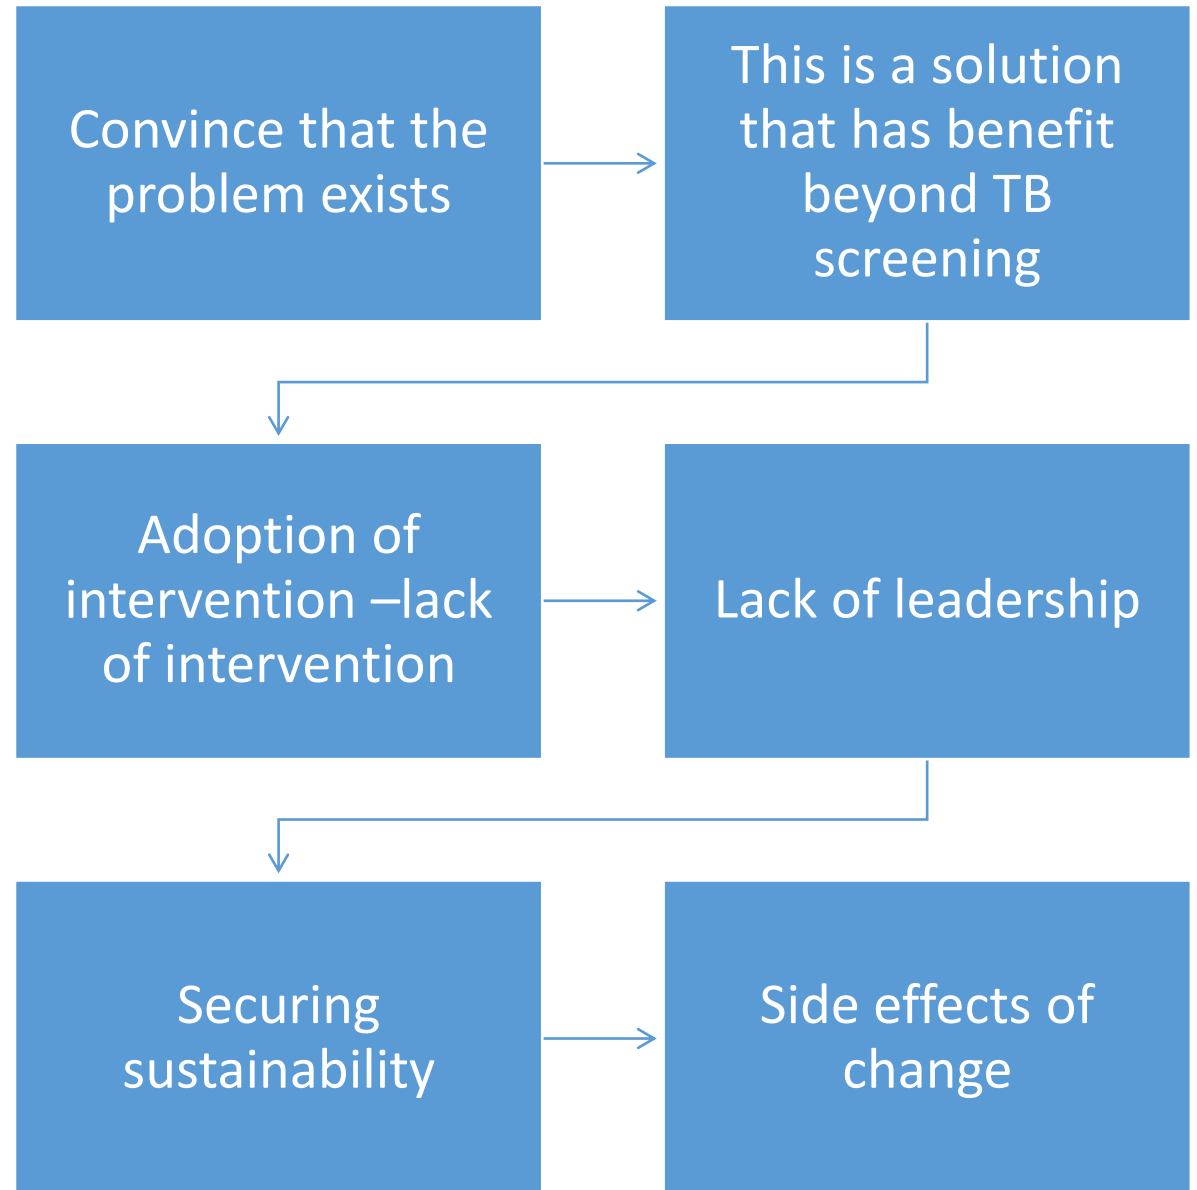 Convince that the
problem exists
This is a solution
that has benefit
beyond TB
screening
Adoption of
intervention –lack
of intervention
Lack of leadership
Securing
sustainability
Side effects of
change